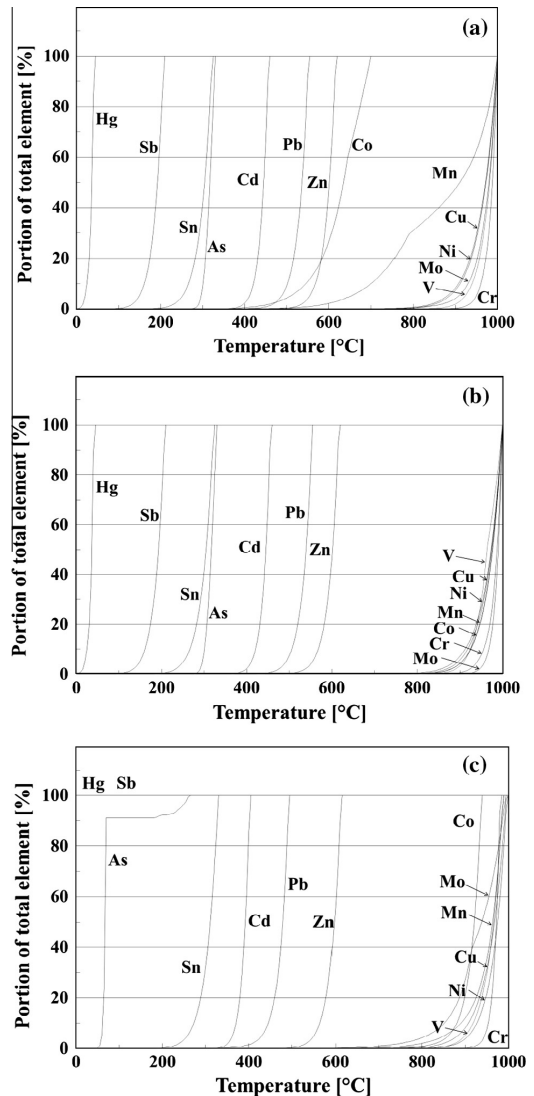 (a)
Portion of total element [%]
100
80
60
40
20
0
Hg
Sb
Sn
As
Cd
Pb
Zn
Co
Mn
Cu
Ni
Mo
V
Cr
0 200 400 600 800 1000
Temperature [°C]
(b)
Portion of total element [%]
100
80
60
40
20
0
Hg
Sb
Sn
As
Cd
Pb
Zn
V
Cu
Ni
Mn
Co
Cr
Mo
0 200 400 600 800 1000
Temperature [°C]
(c)
Portion of total element [%]
100
80
60
40
20
0
Hg Sb
As
Sn
Cd
Pb
Zn
Co
Mo
Mn
Cu
Ni
V
Cr
0 200 400 600 800 1000
Temperature [°C]